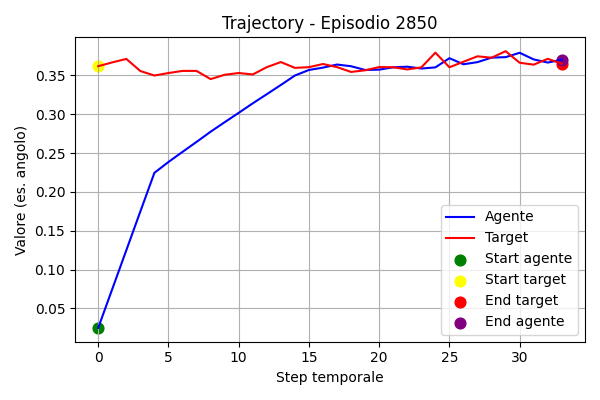 Trajectory - Episodio 2850
Valore (es. angolo)
0.35
0.30
0.25
0.20
0.15
0.10
0.05
0
5
10
15
20
25
30
Step temporale
Agente
Target
Start agente
Start target
End target
End agente